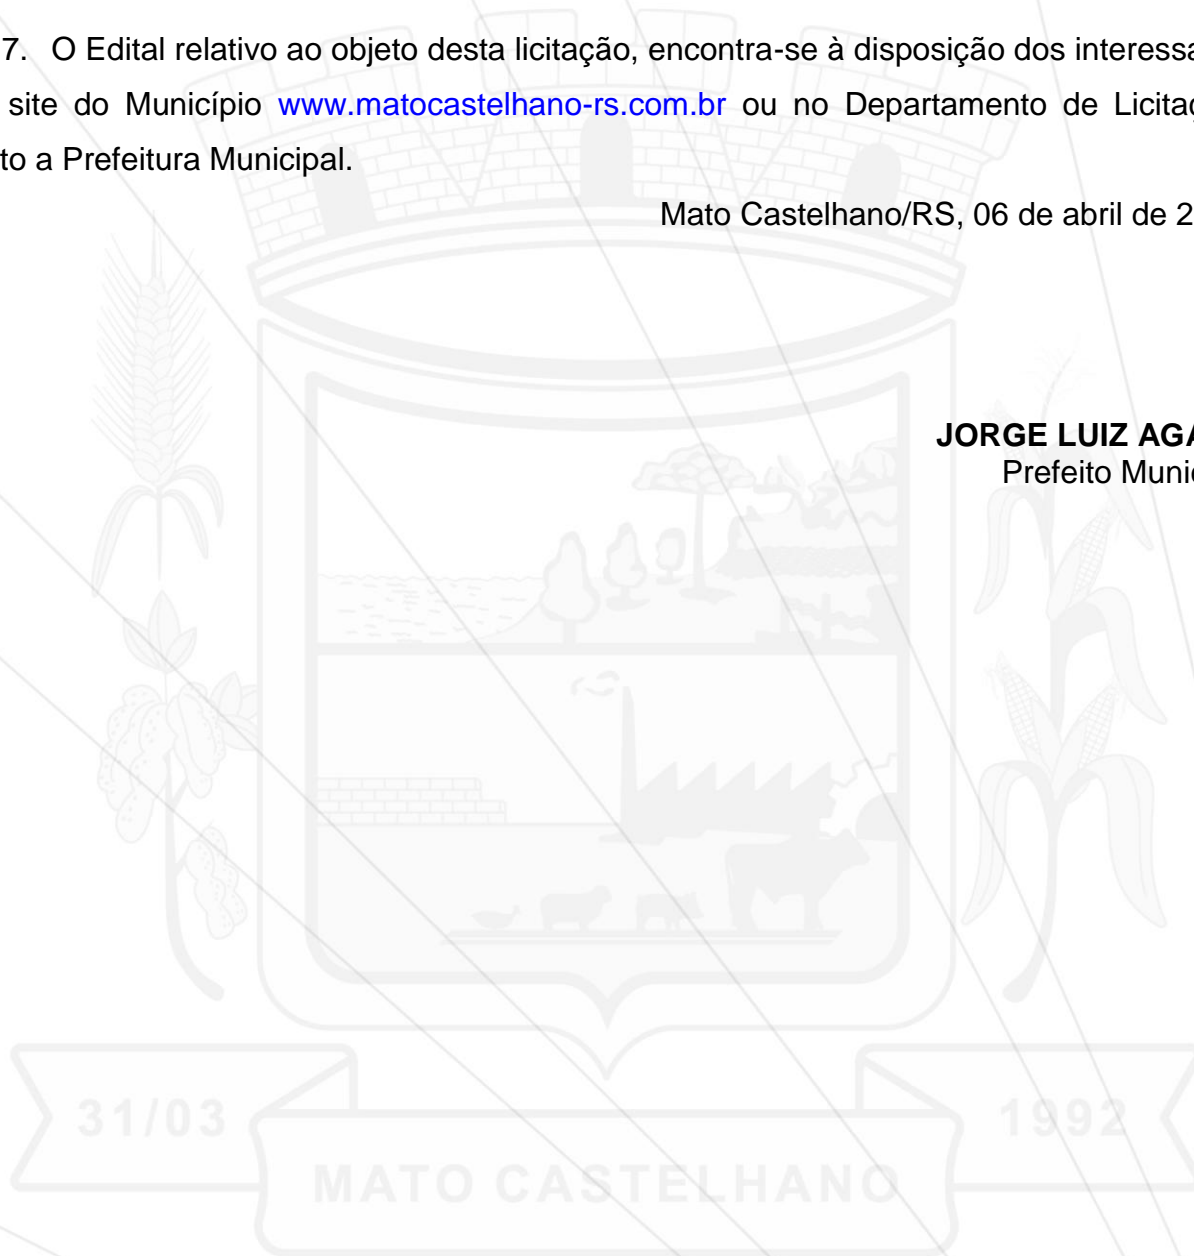 7. O Edital relativo ao objeto desta licitação, encontra-se à disposição dos interessa
site do Município www.matocastelhano-rs.com.br ou no Departamento de Licitaç
to a Prefeitura Municipal.
Mato Castelhano/RS, 06 de abril de 2
JORGE LUIZ AGA
Prefeito Munic
31/03
1992
MATO CASTELHANO